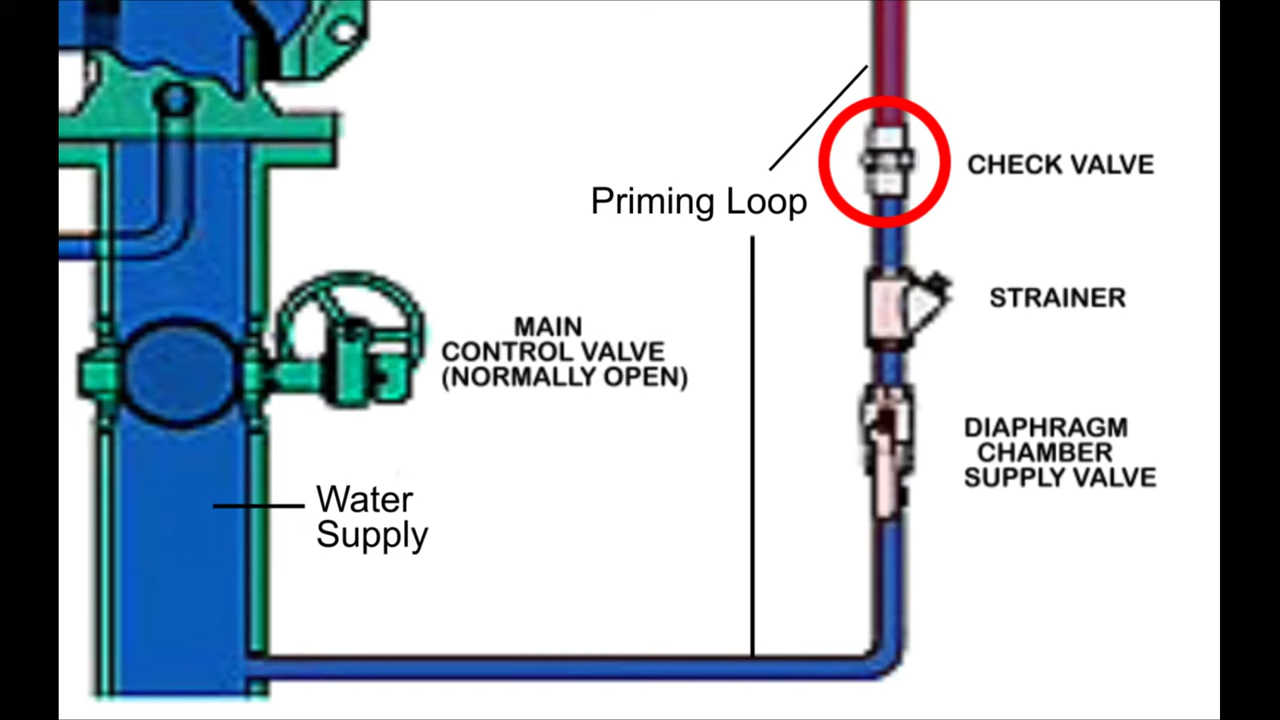 CHECK VALVE
Priming Loop
STRAINER
MAIN
CONTROL VALVE
(NORMALLY OPEN)
DIAPHRAGM
CHAMBER
SUPPLY VALVE
Water
Supply